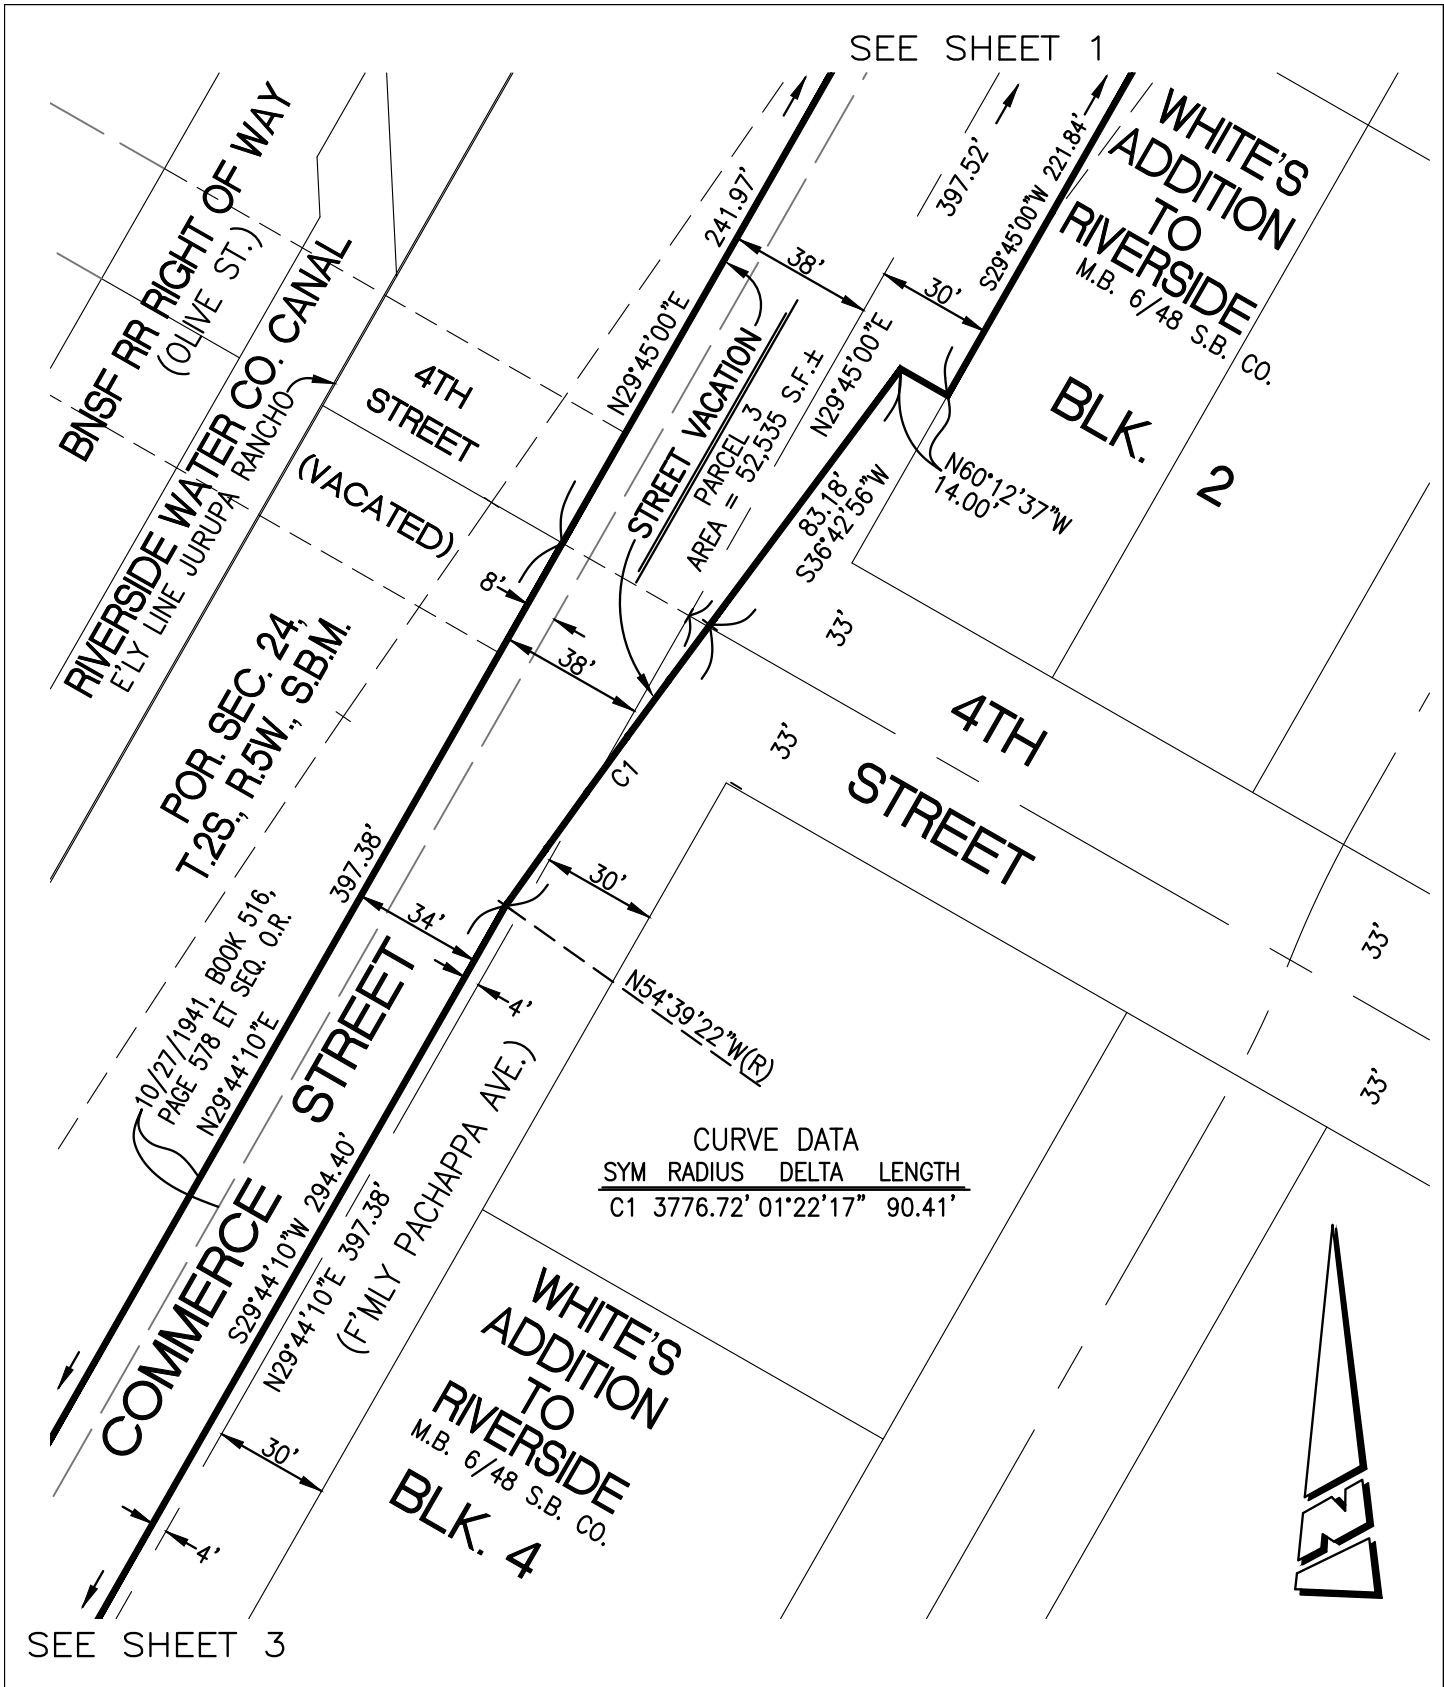 SEE SHEET 1
BNSF RR RIGHT OF WAY
(OLIVE ST.)
RIVERSIDE WATER CO. CANAL
E'LY LINE JURUPA RANCHO
4TH
STREET
(VACATED)
241.97'
N29°45'00"E
38'
397.52'
30'
S29°45'00"W 221.84'
WHITE'S
ADDITION
TO
RIVERSIDE
M.B. 6/48 S.B. CO.
BLK. 2
STREET VACATION
PARCEL 3
AREA = 52,535 S.F.±
N29°45'00"E
83.18'
S36°42'56"W
N60°12'37"W
14.00'
8'
38'
33'
33'
C1
4TH
STREET
33'
33'
POR. SEC. 24,
T.2S., R.5W., S.B.M.
397.38'
10/27/1941, BOOK 516,
PAGE 578 ET SEQ. O.R.
N29°44'10"E
34'
30'
4'
N54°39'22"W(R)
COMMERCE STREET
S29°44'10"W 294.40'
N29°44'10"E 397.38'
(F'MLY PACHAPPA AVE.)
CURVE DATA
SYM RADIUS DELTA LENGTH
C1 3776.72' 01°22'17" 90.41'
WHITE'S
ADDITION
TO
RIVERSIDE
M.B. 6/48 S.B. CO.
BLK. 4
30'
4'
N
SEE SHEET 3